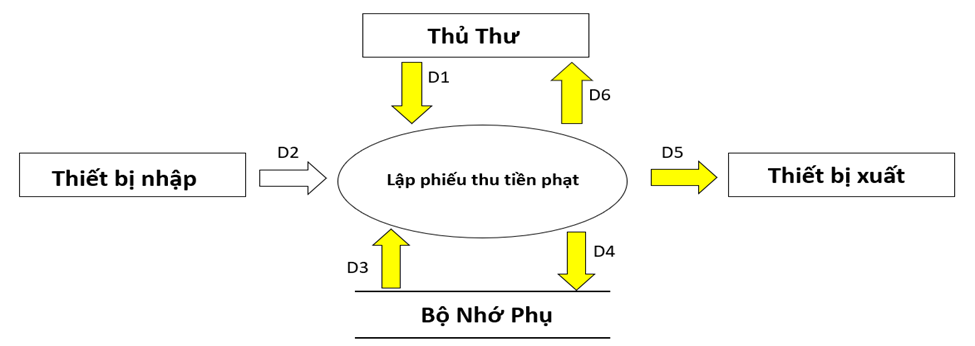 Thủ Thư
D1
D6
D2
D5
Thiết bị nhập
Lập phiếu thu tiền phạt
Thiết bị xuất
D3
D4
Bộ Nhớ Phụ